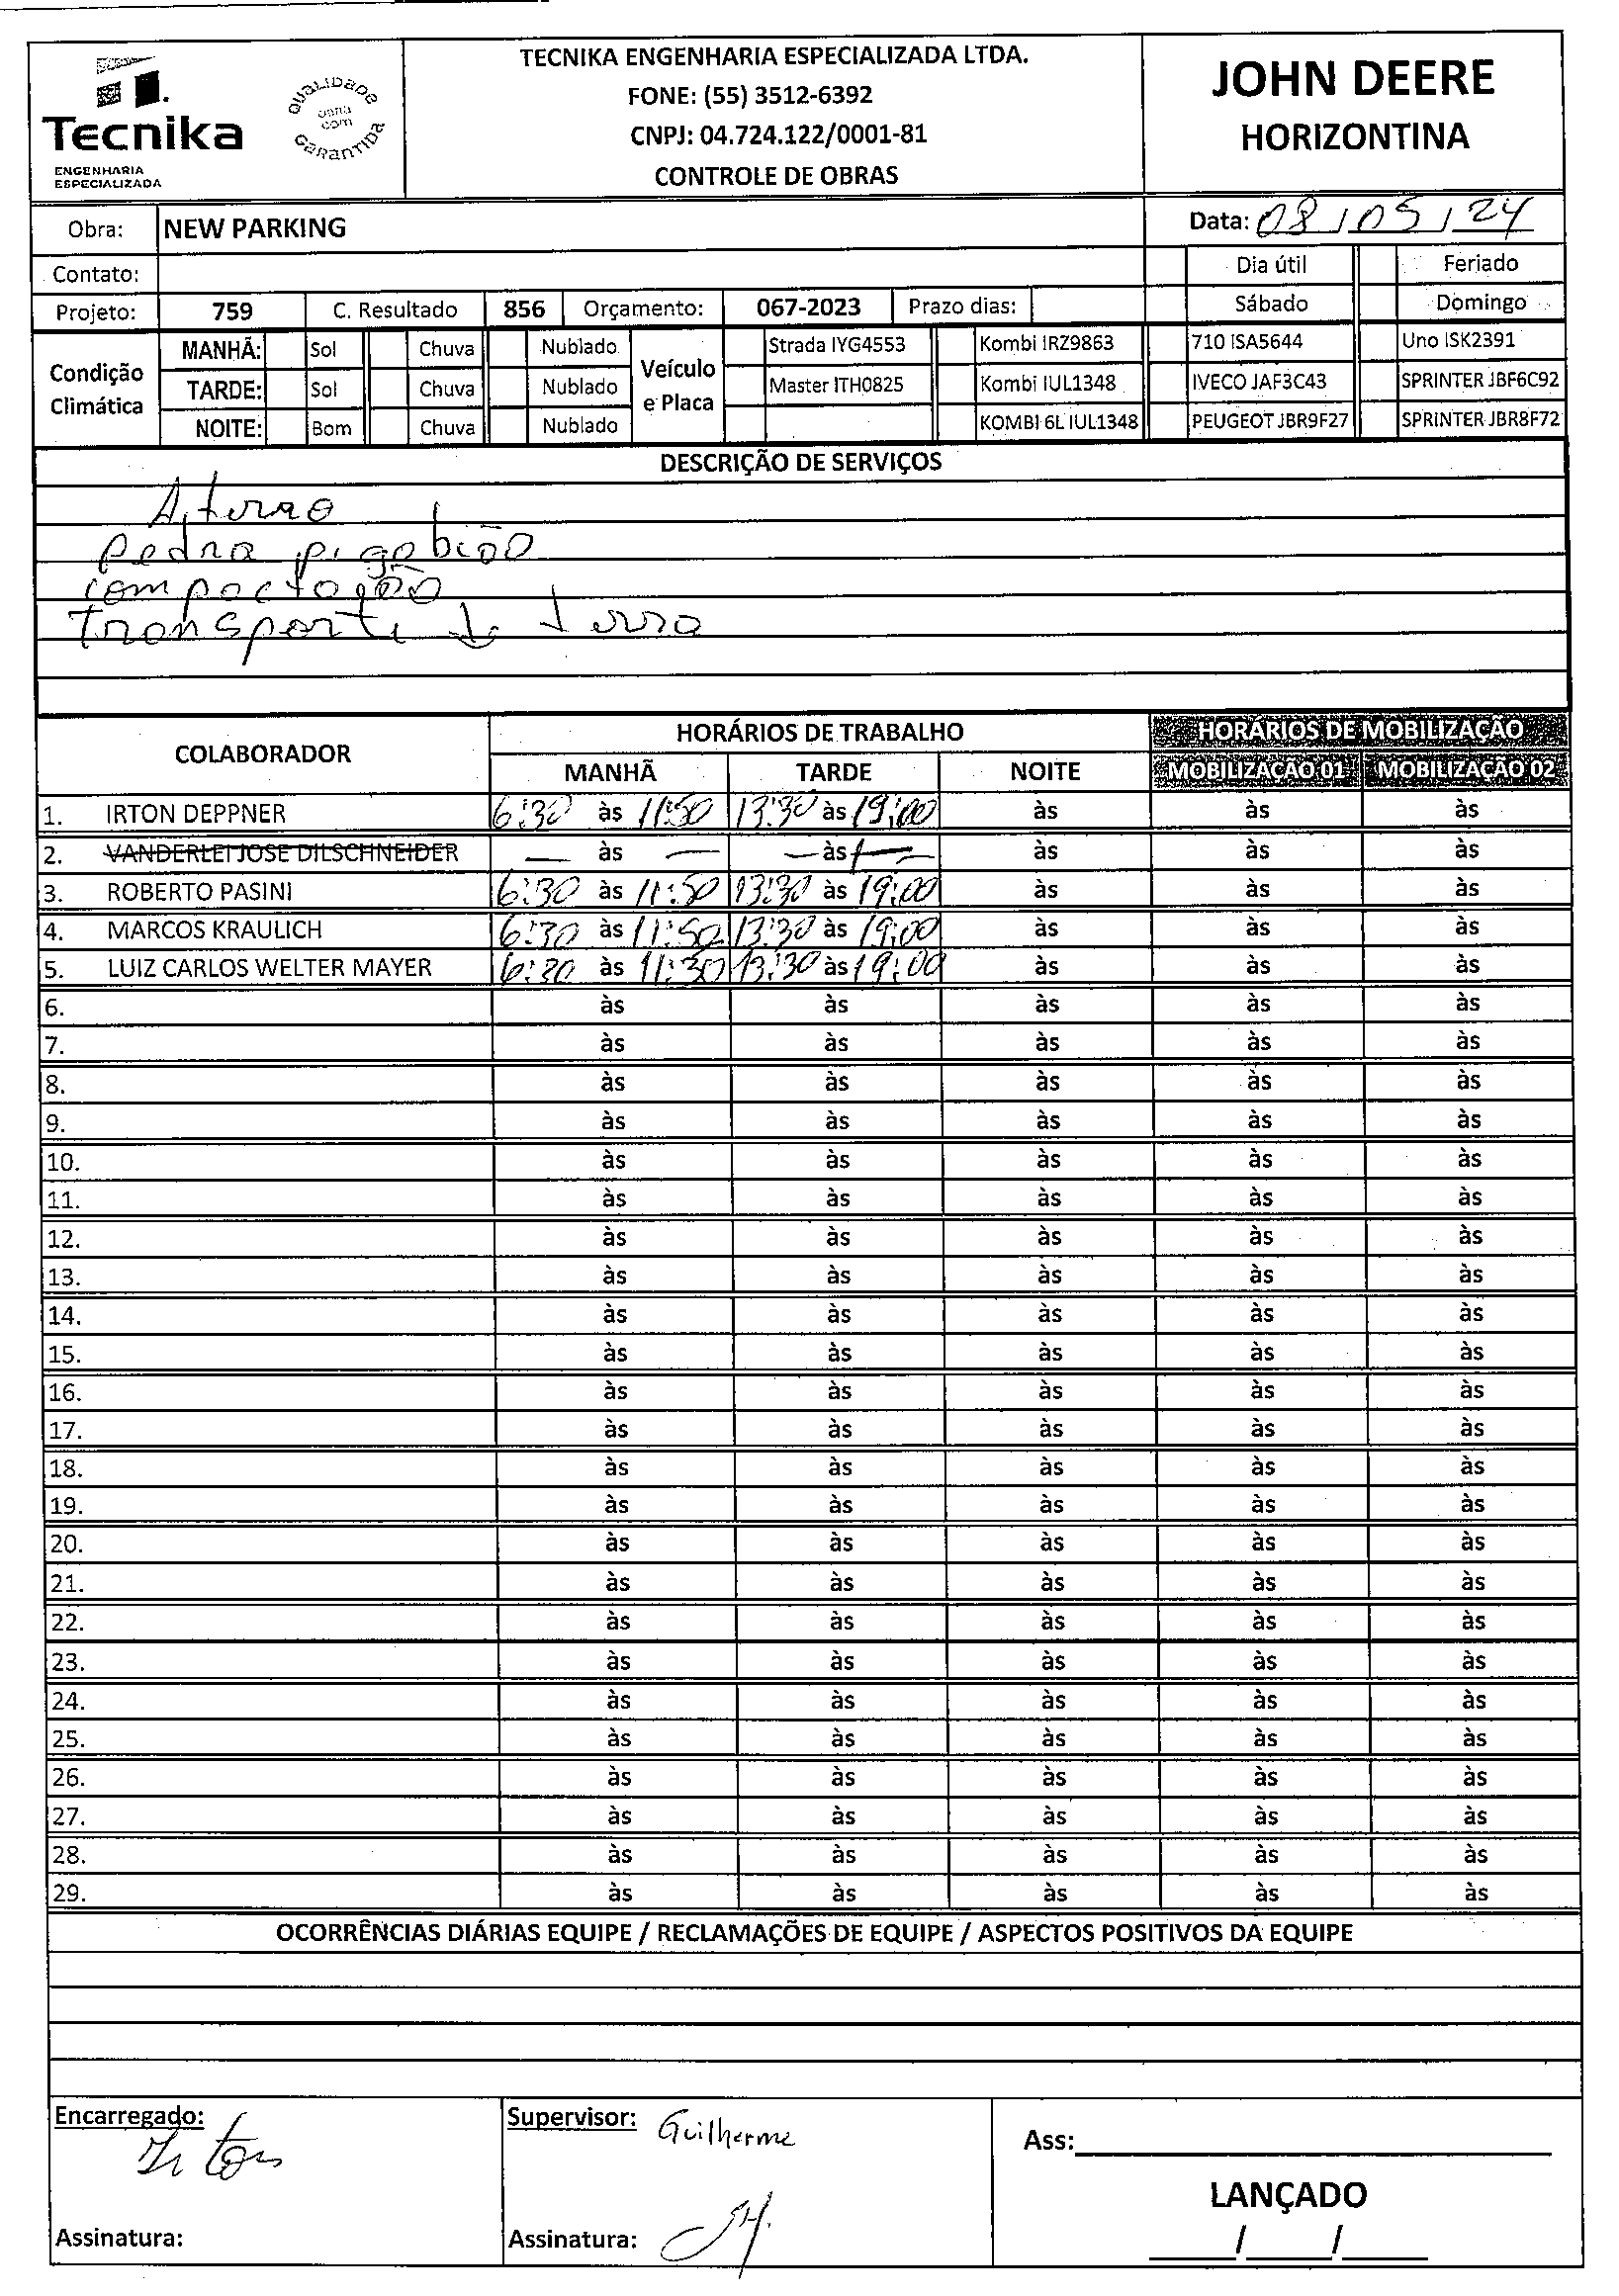 TECNIKA ENGENHARIA ESPECIALIZADA LTDA.
FONE: (55) 3512-6392
CNPJ: 04.724.122/0001-81
CONTROLE DE OBRAS
Tecnika
ENGENHARIA
ESPECIALIZADA
QUALIDADE
obra
com
GARANTIDA
JOHN DEERE
HORIZONTINA
Obra: NEW PARKING
Data: 08/05/24
Contato:
Dia útil Feriado
Projeto: 759 C. Resultado 856 Orçamento: 067-2023 Prazo dias: Sábado Domingo
Condição Climática
MANHÃ: Sol Chuva Nublado
TARDE: Sol Chuva Nublado
NOITE: Bom Chuva Nublado
Veículo e Placa
Strada IYG4553 Kombi IRZ9863 710 ISA5644 Uno ISK2391
Master ITH0825 Kombi IUL1348 IVECO JAF3C43 SPRINTER JBF6C92
KOMBI 6L IUL1348 PEUGEOT JBR9F27 SPRINTER JBR8F72
DESCRIÇÃO DE SERVIÇOS
Aterro
Pedra p/ gabião
compactação
Transporte de terra
COLABORADOR HORÁRIOS DE TRABALHO HORÁRIOS DE MOBILIZAÇÃO
MANHÃ TARDE NOITE MOBILIZAÇÃO 01 MOBILIZAÇÃO 02
1. IRTON DEPPNER 6:30 às 11:50 13:30 às 19:00 às às às
2. VANDERLEI JOSE DILSCHNEIDER — às — — às — às às às
3. ROBERTO PASINI 6:30 às 11:50 13:30 às 19:00 às às às
4. MARCOS KRAULICH 6:30 às 11:50 13:30 às 19:00 às às às
5. LUIZ CARLOS WELTER MAYER 6:30 às 11:30 13:30 às 19:00 às às às
6. às às às às às
7. às às às às às
8. às às às às às
9. às às às às às
10. às às às às às
11. às às às às às
12. às às às às às
13. às às às às às
14. às às às às às
15. às às às às às
16. às às às às às
17. às às às às às
18. às às às às às
19. às às às às às
20. às às às às às
21. às às às às às
22. às às às às às
23. às às às às às
24. às às às às às
25. às às às às às
26. às às às às às
27. às às às às às
28. às às às às às
29. às às às às às
OCORRÊNCIAS DIÁRIAS EQUIPE / RECLAMAÇÕES DE EQUIPE / ASPECTOS POSITIVOS DA EQUIPE
Encarregado: Irton
Supervisor: Guilherme
Ass:
LANÇADO
Assinatura:
Assinatura:
/ /